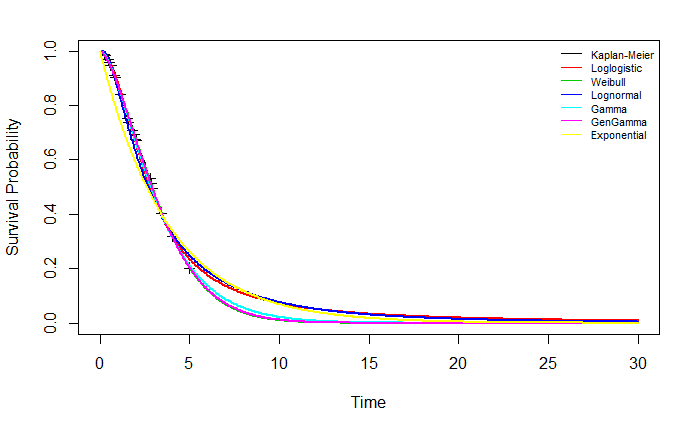 Survival Probability
1.0
0.8
0.6
0.4
0.2
0.0
Kaplan-Meier
Loglogistic
Weibull
Lognormal
Gamma
GenGamma
Exponential
0 5 10 15 20 25 30
Time